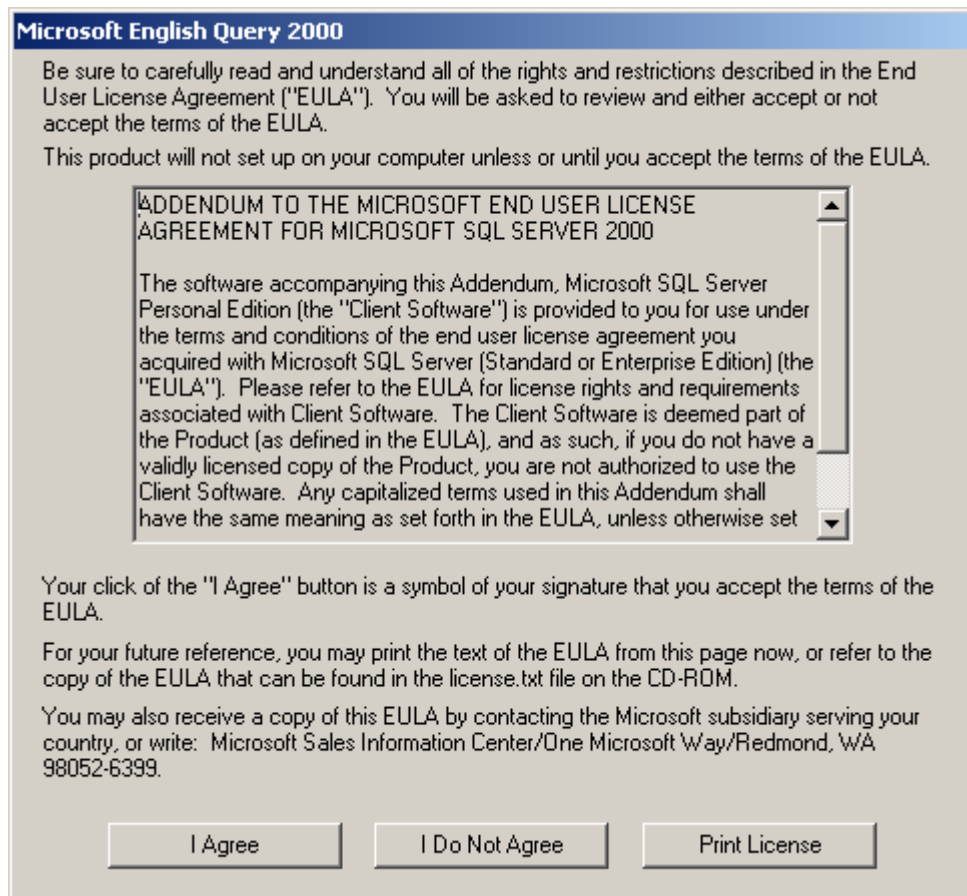 Microsoft English Query 2000
Be sure to carefully read and understand all of the rights and restrictions described in the End
User License Agreement ("EULA").  You will be asked to review and either accept or not
accept the terms of the EULA.
This product will not set up on your computer unless or until you accept the terms of the EULA.
ADDENDUM TO THE MICROSOFT END USER LICENSE
AGREEMENT FOR MICROSOFT SQL SERVER 2000
The software accompanying this Addendum, Microsoft SQL Server
Personal Edition (the "Client Software") is provided to you for use under
the terms and conditions of the end user license agreement you
acquired with Microsoft SQL Server (Standard or Enterprise Edition) (the
"EULA").  Please refer to the EULA for license rights and requirements
associated with Client Software.  The Client Software is deemed part of
the Product (as defined in the EULA), and as such, if you do not have a
validly licensed copy of the Product, you are not authorized to use the
Client Software.  Any capitalized terms used in this Addendum shall
have the same meaning as set forth in the EULA, unless otherwise set
Your click of the "I Agree" button is a symbol of your signature that you accept the terms of the
EULA.
For your future reference, you may print the text of the EULA from this page now, or refer to the
copy of the EULA that can be found in the license.txt file on the CD-ROM.
You may also receive a copy of this EULA by contacting the Microsoft subsidiary serving your
country, or write:  Microsoft Sales Information Center/One Microsoft Way/Redmond, WA
98052-6399.
I Agree
I Do Not Agree
Print License